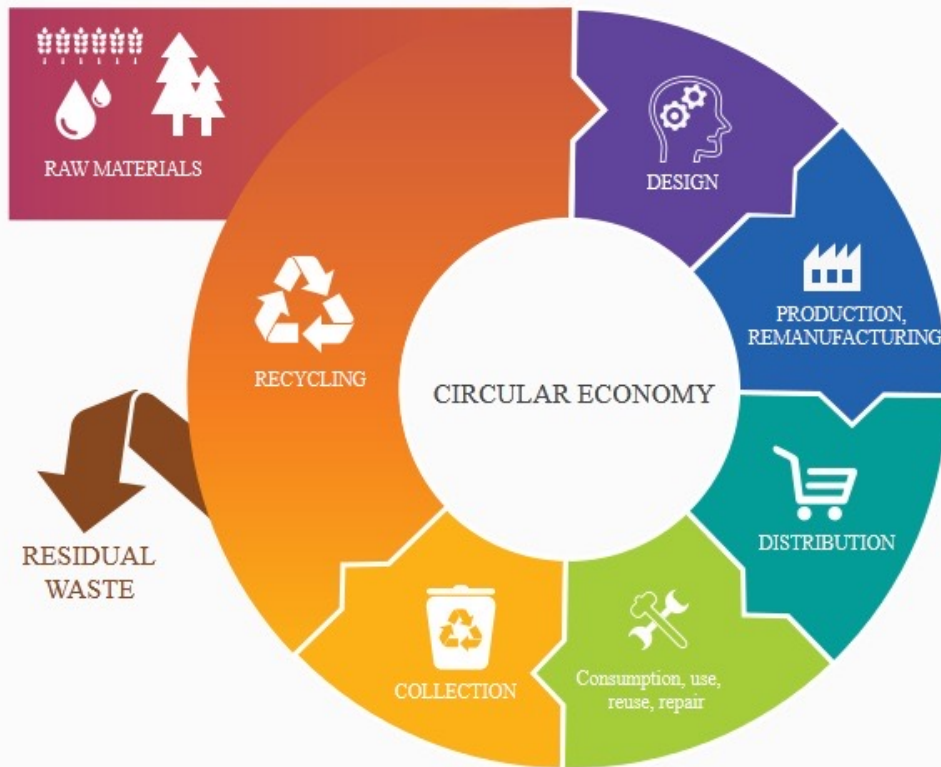 RAW MATERIALS
DESIGN
PRODUCTION,
REMANUFACTURING
RECYCLING
CIRCULAR ECONOMY
DISTRIBUTION
RESIDUAL
WASTE
Consumption, use,
reuse, repair
COLLECTION